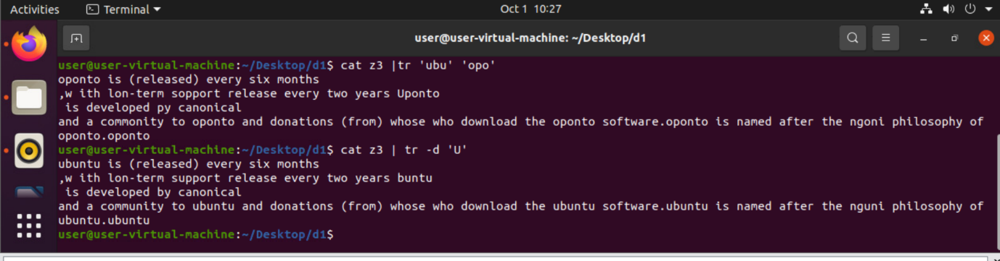 Activities Terminal Oct 1 10:27
user@user-virtual-machine: ~/Desktop/d1
user@user-virtual-machine:~/Desktop/d1$ cat z3 |tr 'ubu' 'opo'
oponto is (released) every six months
,w ith lon-term support release every two years Uponto
 is developed py canonical
and a community to oponto and donations (from) whose who download the oponto software.oponto is named after the ngoni philosophy of
oponto.oponto
user@user-virtual-machine:~/Desktop/d1$ cat z3 | tr -d 'U'
ubuntu is (released) every six months
,w ith lon-term support release every two years buntu
 is developed by canonical
and a community to ubuntu and donations (from) whose who download the ubuntu software.ubuntu is named after the nguni philosophy of
ubuntu.ubuntu
user@user-virtual-machine:~/Desktop/d1$